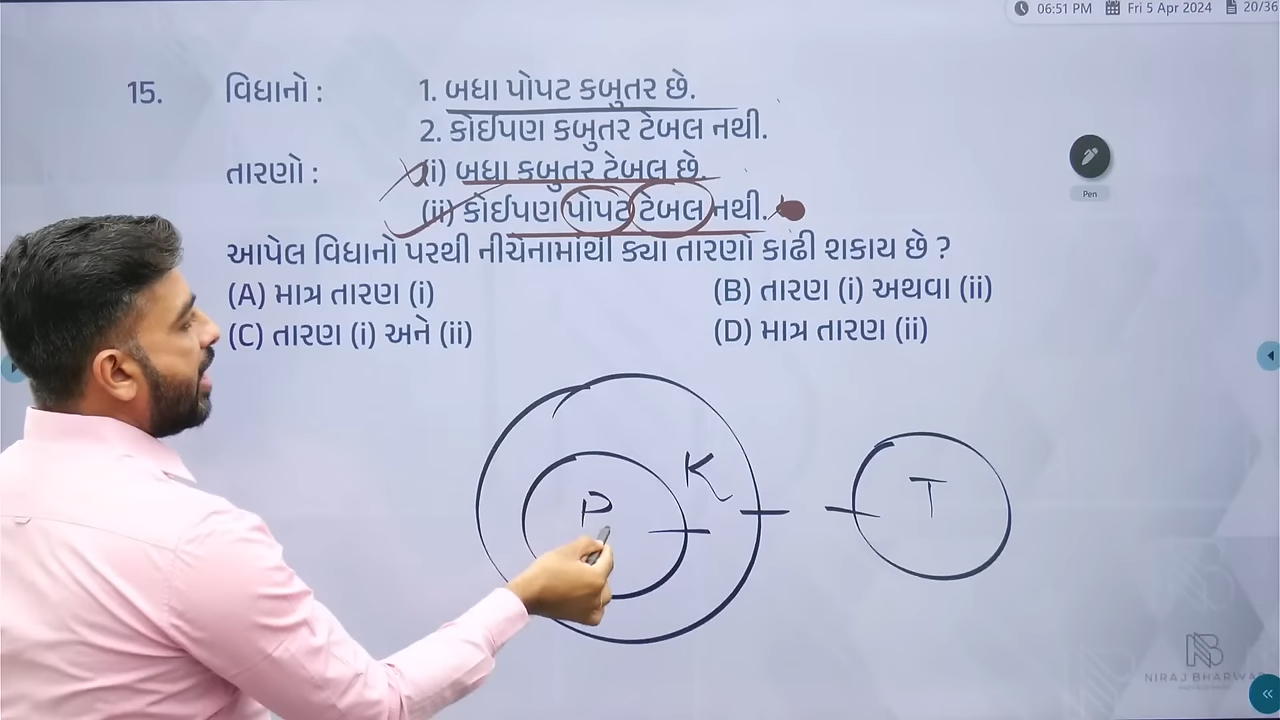 06:51 PM Fri 5 Apr 2024 20/36
15. વિધાનો : 1. બધા પોપટ કબુતર છે.
2. કોઈપણ કબુતર ટેબલ નથી.
તારણો : (i) બધા કબુતર ટેબલ છે.
(ii) કોઈપણ પોપટ ટેબલ નથી.
આપેલ વિધાનો પરથી નીચેનામાંથી ક્યા તારણો કાઢી શકાય છે ?
(A) માત્ર તારણ (i) (B) તારણ (i) અથવા (ii)
(C) તારણ (i) અને (ii) (D) માત્ર તારણ (ii)
Pen
P K T
NB
NIRAJ BHARWAD